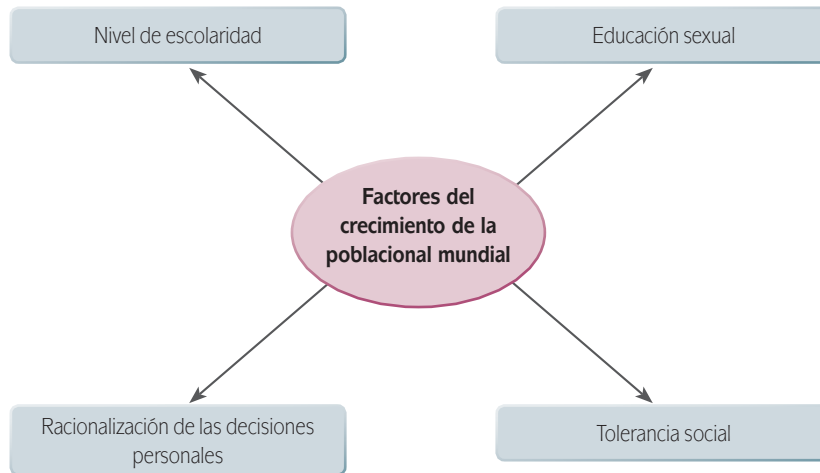 Nivel de escolaridad
Educación sexual
Factores del
crecimiento de la
poblacional mundial
Racionalización de las decisiones
personales
Tolerancia social